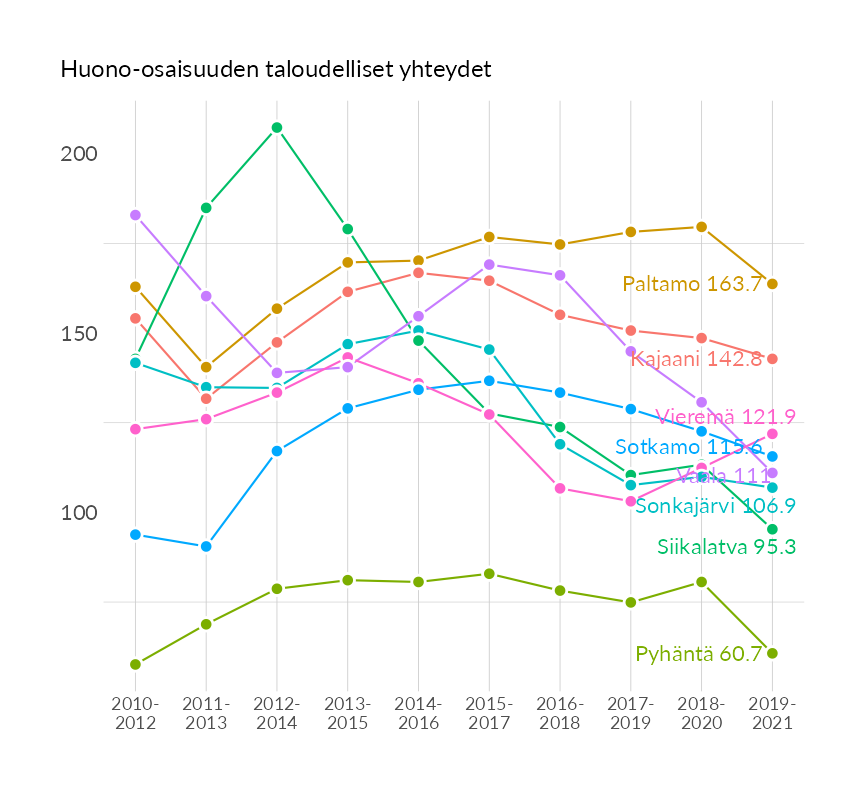 Huono-osaisuuden taloudelliset yhteydet
200
150
100
Paltamo 163.7
Kajaani 142.8
Vieremä 121.9
Sotkamo 115.6
Vaala 111
Sonkajärvi 106.9
Siikalatva 95.3
Pyhäntä 60.7
2010- 2011- 2012- 2013- 2014- 2015- 2016- 2017- 2018- 2019-
2012 2013 2014 2015 2016 2017 2018 2019 2020 2021